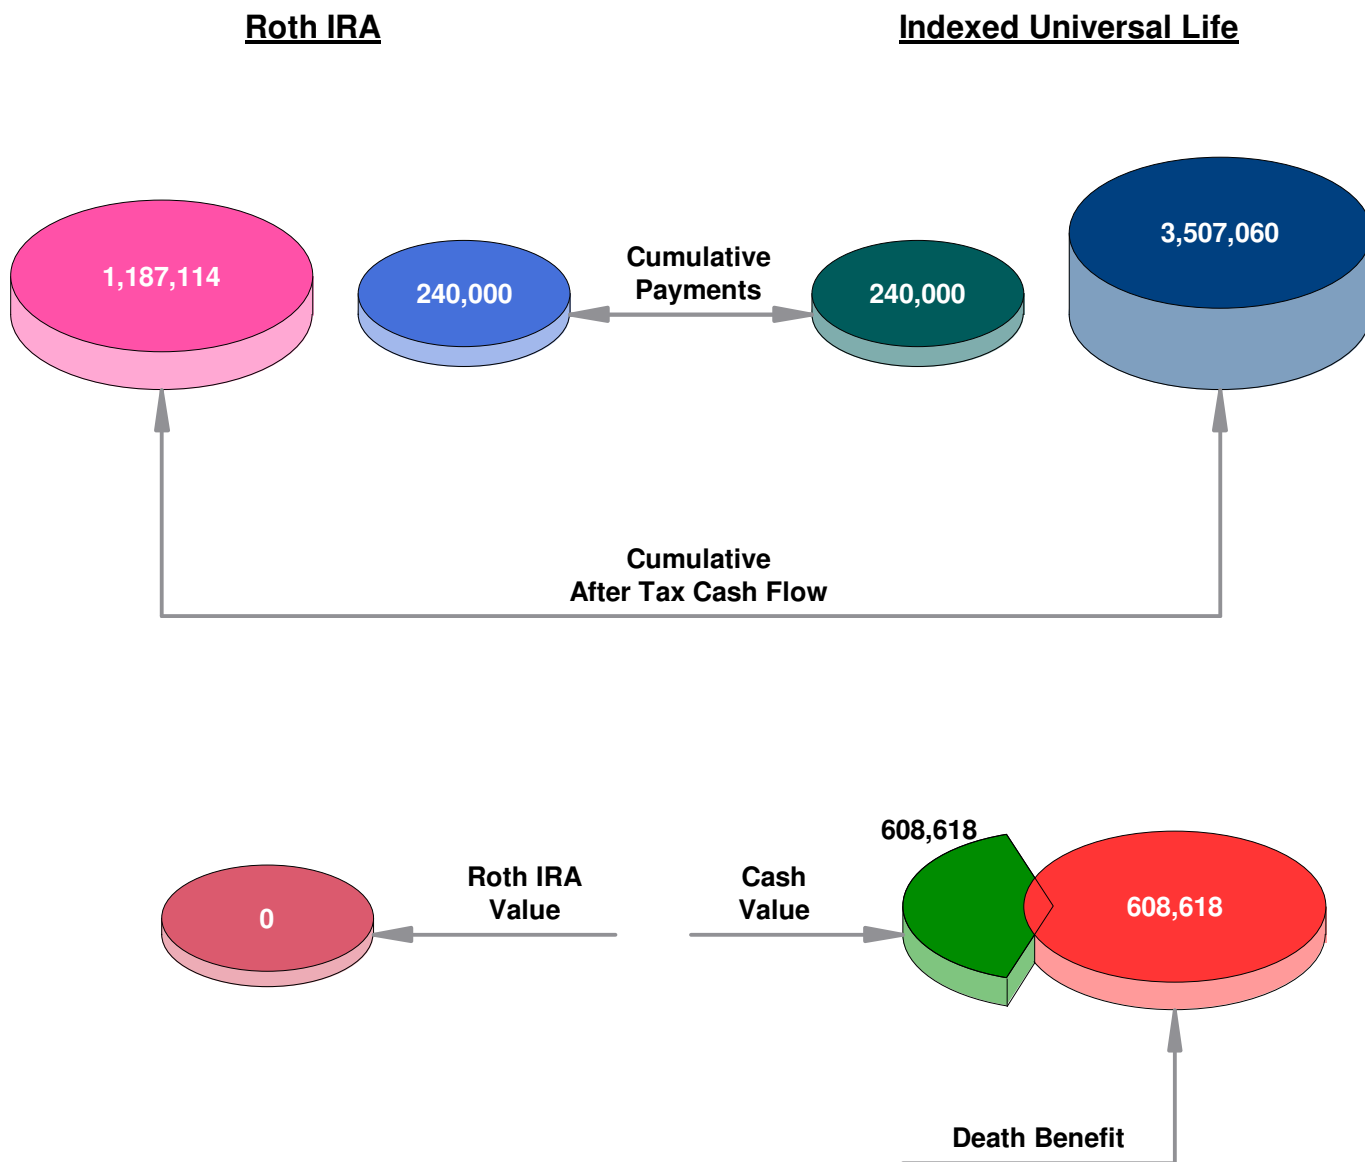 Roth IRA
Indexed Universal Life
1,187,114
240,000
Cumulative
Payments
240,000
3,507,060
Cumulative
After Tax Cash Flow
608,618
0
Roth IRA
Value
Cash
Value
608,618
Death Benefit